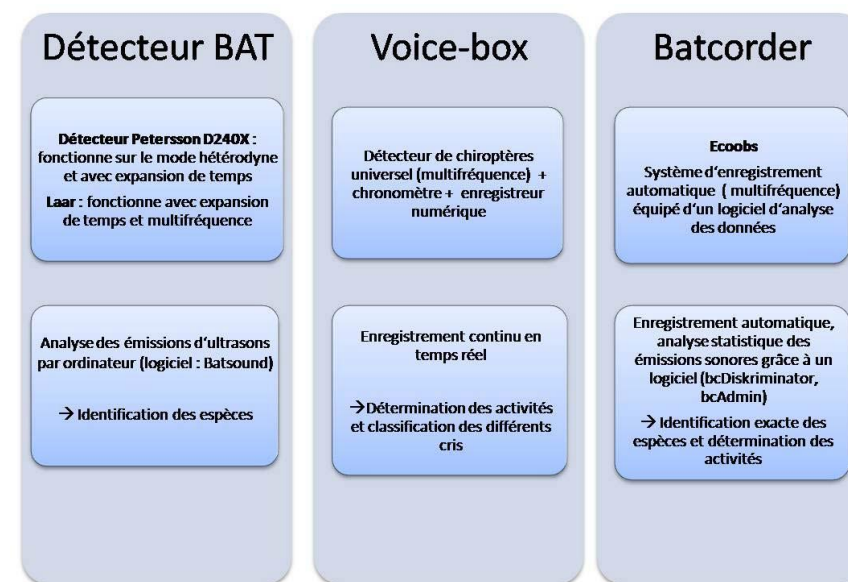 Détecteur BAT
Détecteur Petersson D240X :
fonctionne sur le mode hétérodyne
et avec expansion de temps
Laar : fonctionne avec expansion
de temps et multifréquence
Analyse des émissions d'ultrasons
par ordinateur (logiciel : Batsound)
→ Identification des espèces
Voice-box
Détecteur de chiroptères
universel (multifréquence) +
chronomètre + enregistreur
numérique
Enregistrement continu en
temps réel
→Détermination des activités
et classification des différents
cris
Batcorder
Ecoobs
Système d'enregistrement
automatique ( multifréquence)
équipé d'un logiciel d'analyse
des données
Enregistrement automatique,
analyse statistique des
émissions sonores grâce à un
logiciel (bcDiskriminator,
bcAdmin)
→ Identification exacte des
espèces et détermination des
activités